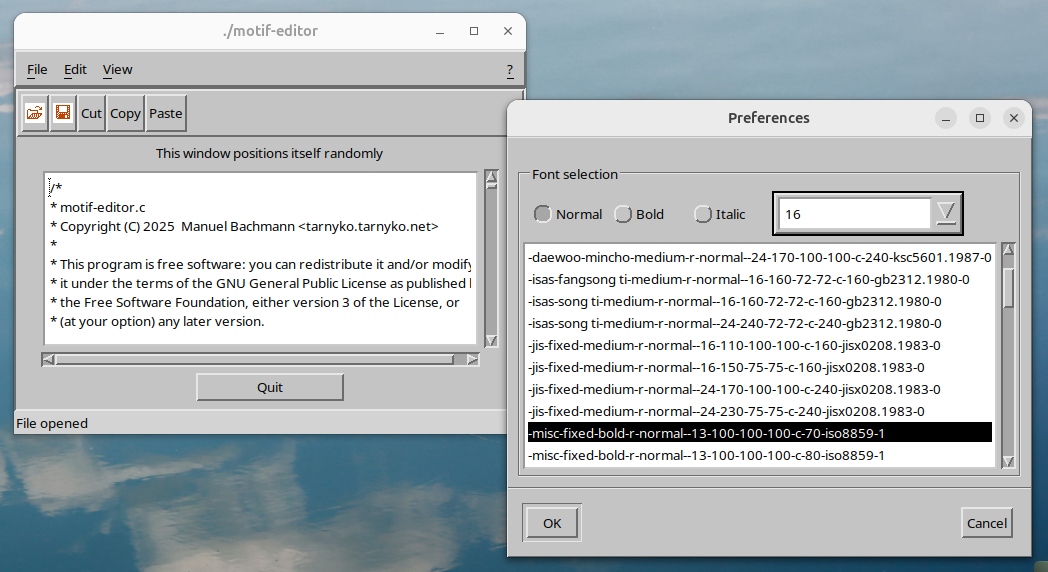 ./motif-editor
File Edit View ?
Cut Copy Paste
This window positions itself randomly
/*
* motif-editor.c
* Copyright (C) 2025  Manuel Bachmann <tarnyko.tarnyko.net>
*
* This program is free software: you can redistribute it and/or modify
* it under the terms of the GNU General Public License as published
* the Free Software Foundation, either version 3 of the License, or
* (at your option) any later version.
Quit
File opened
Preferences
Font selection
Normal Bold Italic 16
-daewoo-mincho-medium-r-normal--24-170-100-100-c-240-ksc5601.1987-0
-isas-fangsong ti-medium-r-normal--16-160-72-72-c-160-gb2312.1980-0
-isas-song ti-medium-r-normal--16-160-72-72-c-160-gb2312.1980-0
-isas-song ti-medium-r-normal--24-240-72-72-c-240-gb2312.1980-0
-jis-fixed-medium-r-normal--16-110-100-100-c-160-jisx0208.1983-0
-jis-fixed-medium-r-normal--16-150-75-75-c-160-jisx0208.1983-0
-jis-fixed-medium-r-normal--24-170-100-100-c-240-jisx0208.1983-0
-jis-fixed-medium-r-normal--24-230-75-75-c-240-jisx0208.1983-0
-misc-fixed-bold-r-normal--13-100-100-100-c-70-iso8859-1
-misc-fixed-bold-r-normal--13-100-100-100-c-80-iso8859-1
OK Cancel